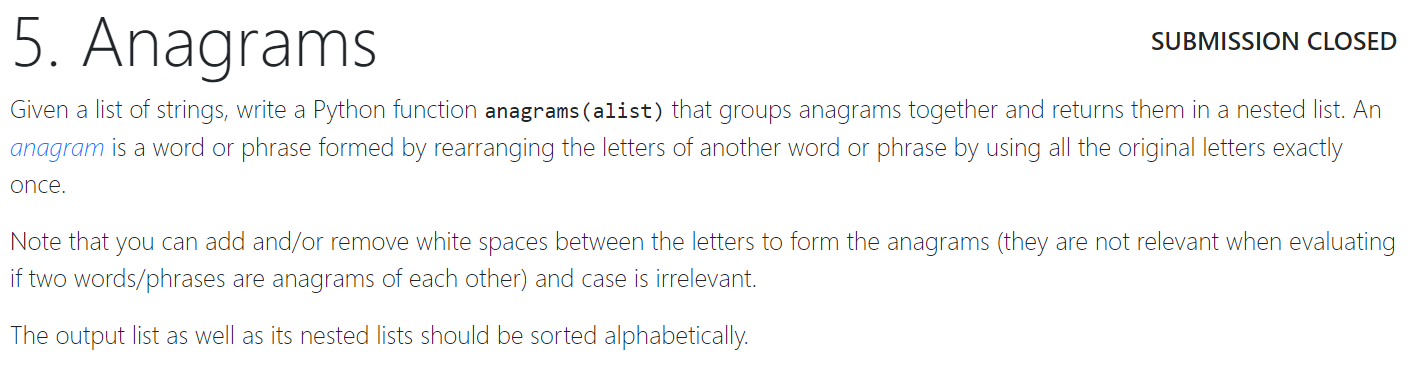 5. Anagrams
SUBMISSION CLOSED
Given a list of strings, write a Python function anagrams(alist) that groups anagrams together and returns them in a nested list. An
anagram is a word or phrase formed by rearranging the letters of another word or phrase by using all the original letters exactly
once.
Note that you can add and/or remove white spaces between the letters to form the anagrams (they are not relevant when evaluating
if two words/phrases are anagrams of each other) and case is irrelevant.
The output list as well as its nested lists should be sorted alphabetically.